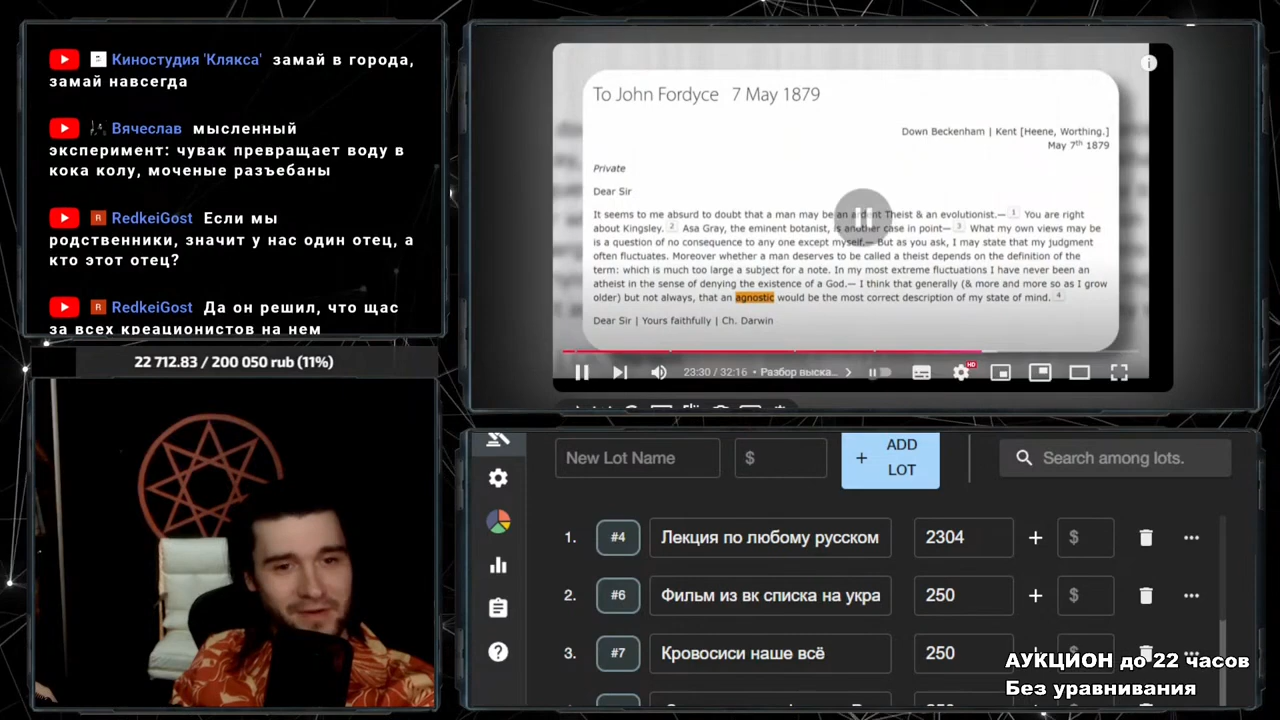 Киностудия 'Клякса' замай в города,
замай навсегда
Вячеслав мысленный
эксперимент: чувак превращает воду в
кока колу, моченые разъебаны
RedkeiGost Если мы
родственники, значит у нас один отец, а
кто этот отец?
RedkeiGost Да он решил, что щас
за всех креационистов на нем
22 712.83 / 200 050 rub (11%)
To John Fordyce 7 May 1879
Down Beckenham | Kent [Heene, Worthing.]
May 7th 1879
Private
Dear Sir
It seems to me absurd to doubt that a man may be an ardent Theist & an evolutionist.— 1 You are right
about Kingsley. 2 Asa Gray, the eminent botanist, is another case in point— 3 What my own views may be
is a question of no consequence to any one except myself.— But as you ask, I may state that my judgment
often fluctuates. Moreover whether a man deserves to be called a theist depends on the definition of the
term: which is much too large a subject for a note. In my most extreme fluctuations I have never been an
atheist in the sense of denying the existence of a God.— I think that generally (& more and more so as I grow
older) but not always, that an agnostic would be the most correct description of my state of mind. 4
Dear Sir | Yours faithfully | Ch. Darwin
23:30 / 32:16 • Разбор выска...
HD
New Lot Name $ + ADD LOT Search among lots.
1. #4 Лекция по любому русском 2304 + $
2. #6 Фильм из вк списка на укра 250 + $
3. #7 Кровосиси наше всё 250
АУКЦИОН до 22 часов
Без уравнивания